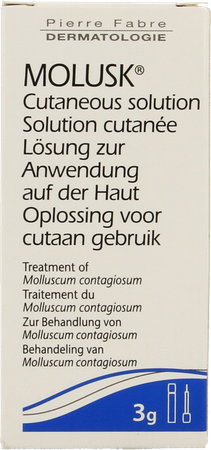 Pierre Fabre
DERMATOLOGIE
MOLUSK®
Cutaneous solution
Solution cutanée
Lösung zur
Anwendung
auf der Haut
Oplossing voor
cutaan gebruik
Treatment of
Molluscum contagiosum
Traitement du
Molluscum contagiosum
Zur Behandlung von
Molluscum contagiosum
Behandeling van
Molluscum contagiosum
3g